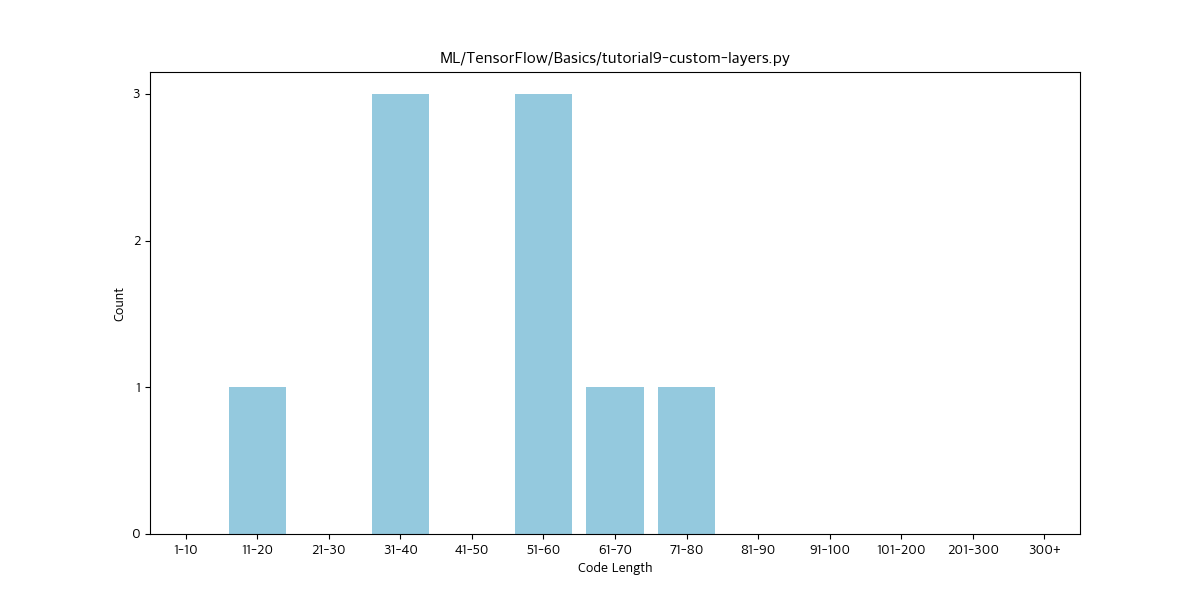 ML/TensorFlow/Basics/tutorial9-custom-layers.py
3
2
1
0
Count
1-10 11-20 21-30 31-40 41-50 51-60 61-70 71-80 81-90 91-100 101-200 201-300 300+
Code Length